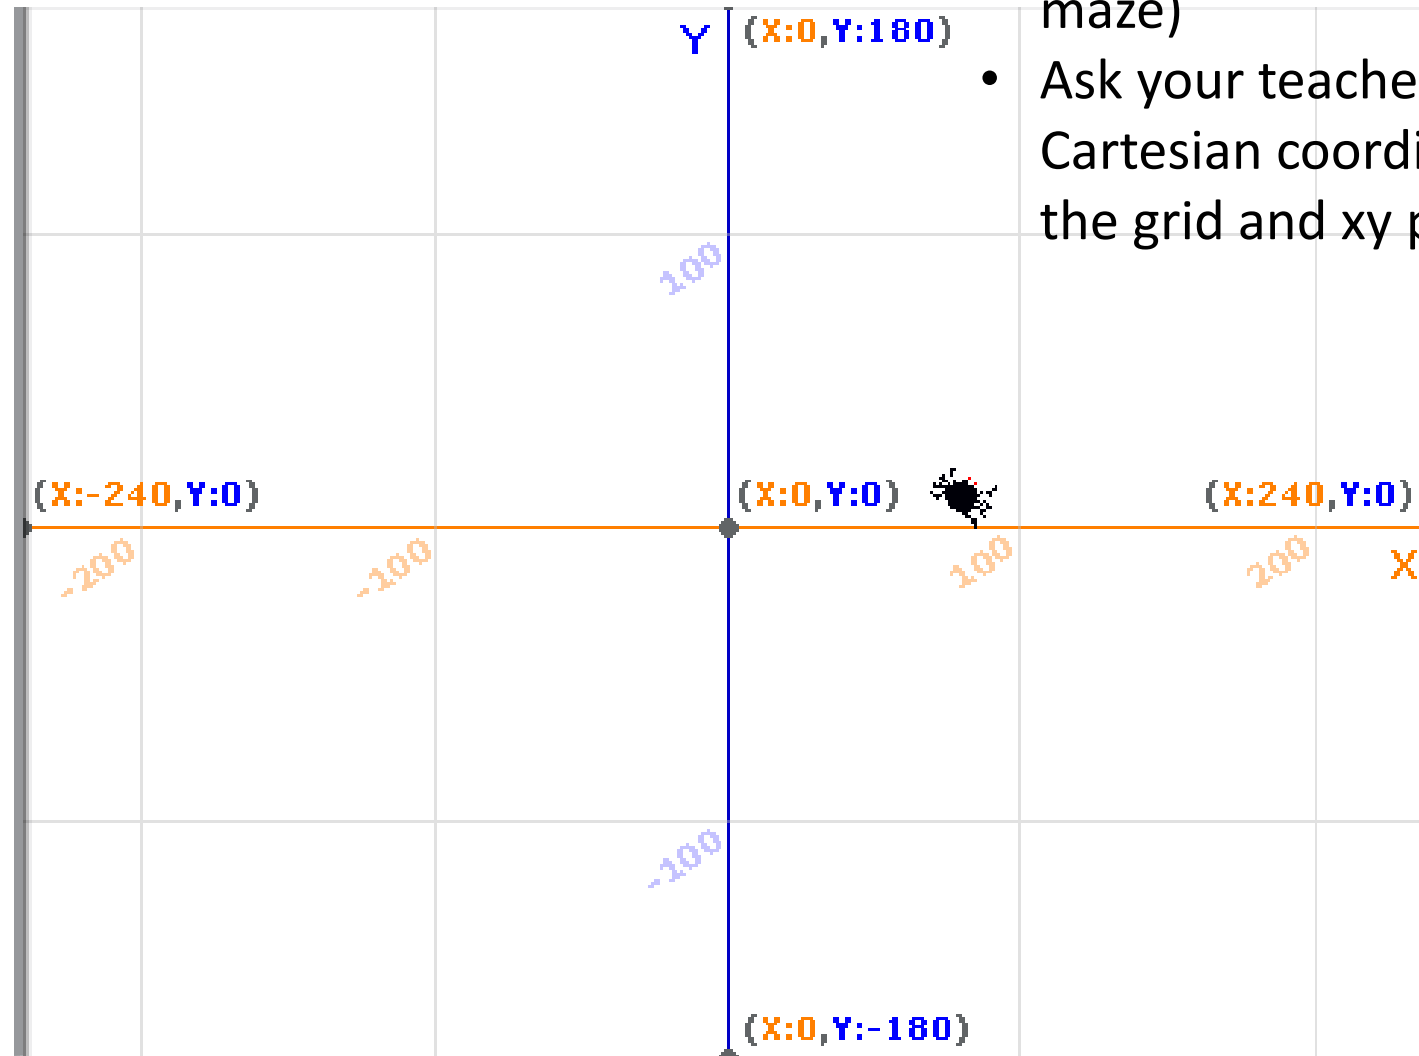 maze)
Y (X:0,Y:180)
• Ask your teache
Cartesian coordi
the grid and xy
100
(X:-240,Y:0) (X:0,Y:0) (X:240,Y:0)
-200 -100 100 200 X
-100
(X:0,Y:-180)